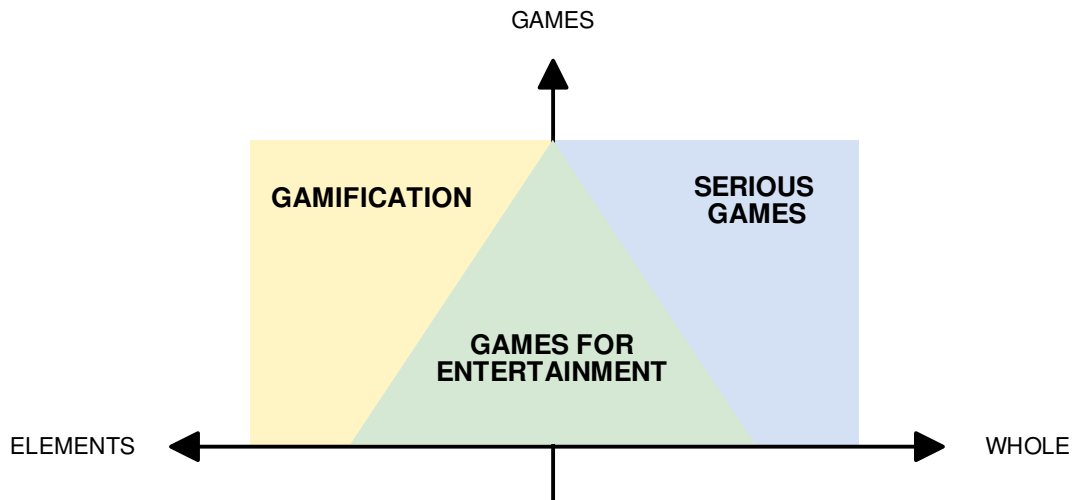 GAMES
GAMIFICATION
SERIOUS
GAMES
GAMES FOR
ENTERTAINMENT
ELEMENTS
WHOLE